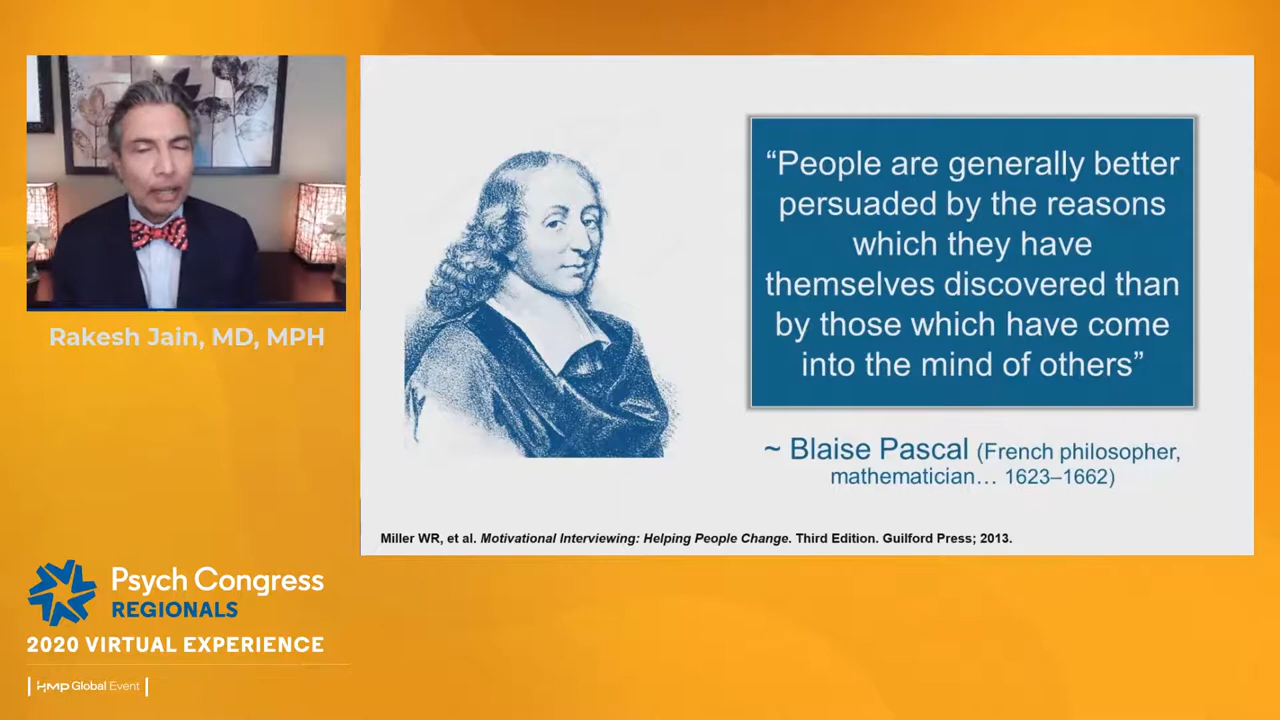 Rakesh Jain, MD, MPH
Psych Congress
REGIONALS
2020 VIRTUAL EXPERIENCE
HMP Global Event
“People are generally better
persuaded by the reasons
which they have
themselves discovered than
by those which have come
into the mind of others”
~ Blaise Pascal (French philosopher,
mathematician… 1623–1662)
Miller WR, et al. Motivational Interviewing: Helping People Change. Third Edition. Guilford Press; 2013.